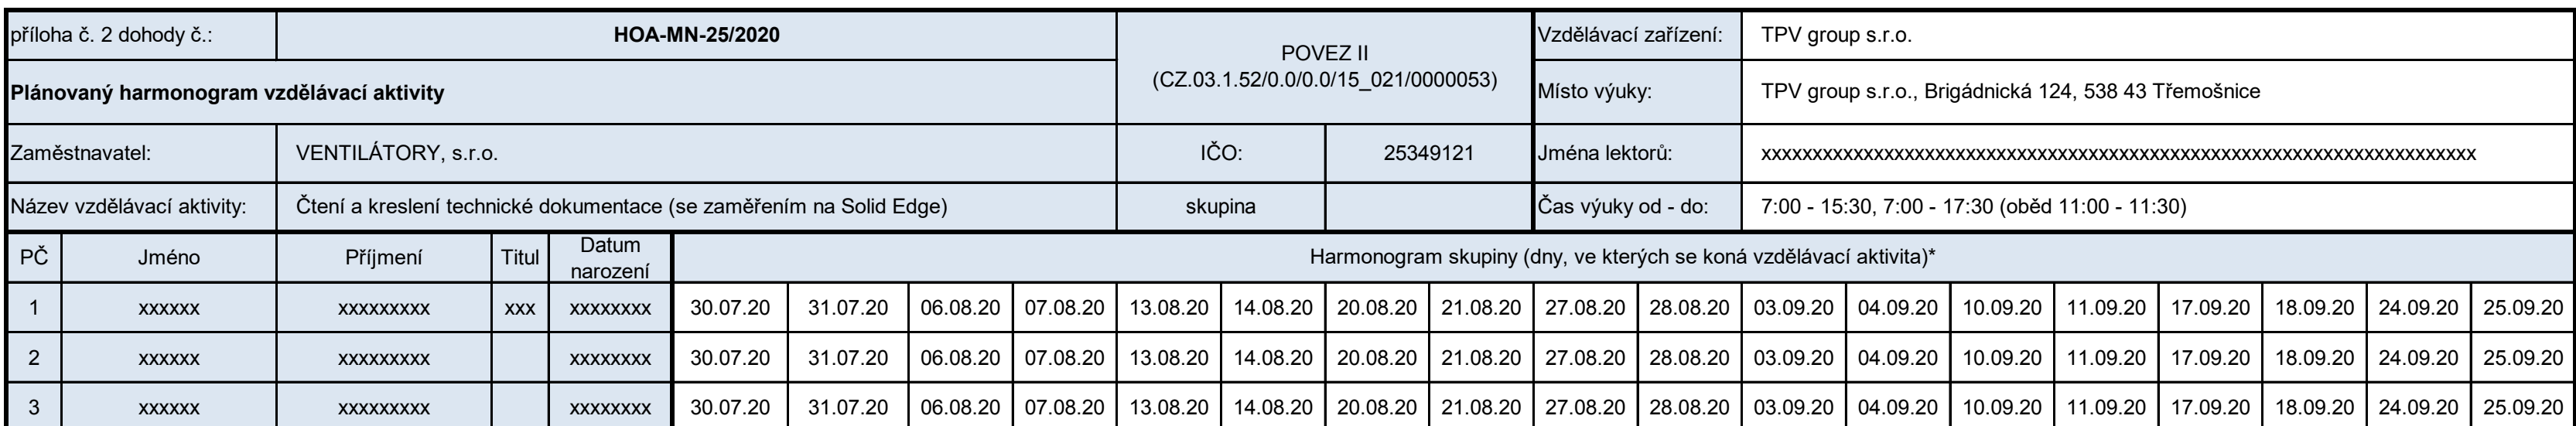 příloha č. 2 dohody č.: HOA-MN-25/2020 POVEZ II (CZ.03.1.52/0.0/0.0/15_021/0000053) Vzdělávací zařízení: TPV group s.r.o.
Plánovaný harmonogram vzdělávací aktivity Místo výuky: TPV group s.r.o., Brigádnická 124, 538 43 Třemošnice
Zaměstnavatel: VENTILÁTORY, s.r.o. IČO: 25349121 Jména lektorů: xxxxxxxxxxxxxxxxxxxxxxxxxxxxxxxxxxxxxxxxxxxxxxxxxxxxxxxxxxxxxxxxxxxxxx
Název vzdělávací aktivity: Čtení a kreslení technické dokumentace (se zaměřením na Solid Edge) skupina Čas výuky od - do: 7:00 - 15:30, 7:00 - 17:30 (oběd 11:00 - 11:30)
PČ Jméno Příjmení Titul Datum narození Harmonogram skupiny (dny, ve kterých se koná vzdělávací aktivita)*
1 xxxxxx xxxxxxxxx xxx xxxxxxxx 30.07.20 31.07.20 06.08.20 07.08.20 13.08.20 14.08.20 20.08.20 21.08.20 27.08.20 28.08.20 03.09.20 04.09.20 10.09.20 11.09.20 17.09.20 18.09.20 24.09.20 25.09.20
2 xxxxxx xxxxxxxxx xxxxxxxx 30.07.20 31.07.20 06.08.20 07.08.20 13.08.20 14.08.20 20.08.20 21.08.20 27.08.20 28.08.20 03.09.20 04.09.20 10.09.20 11.09.20 17.09.20 18.09.20 24.09.20 25.09.20
3 xxxxxx xxxxxxxxx xxxxxxxx 30.07.20 31.07.20 06.08.20 07.08.20 13.08.20 14.08.20 20.08.20 21.08.20 27.08.20 28.08.20 03.09.20 04.09.20 10.09.20 11.09.20 17.09.20 18.09.20 24.09.20 25.09.20